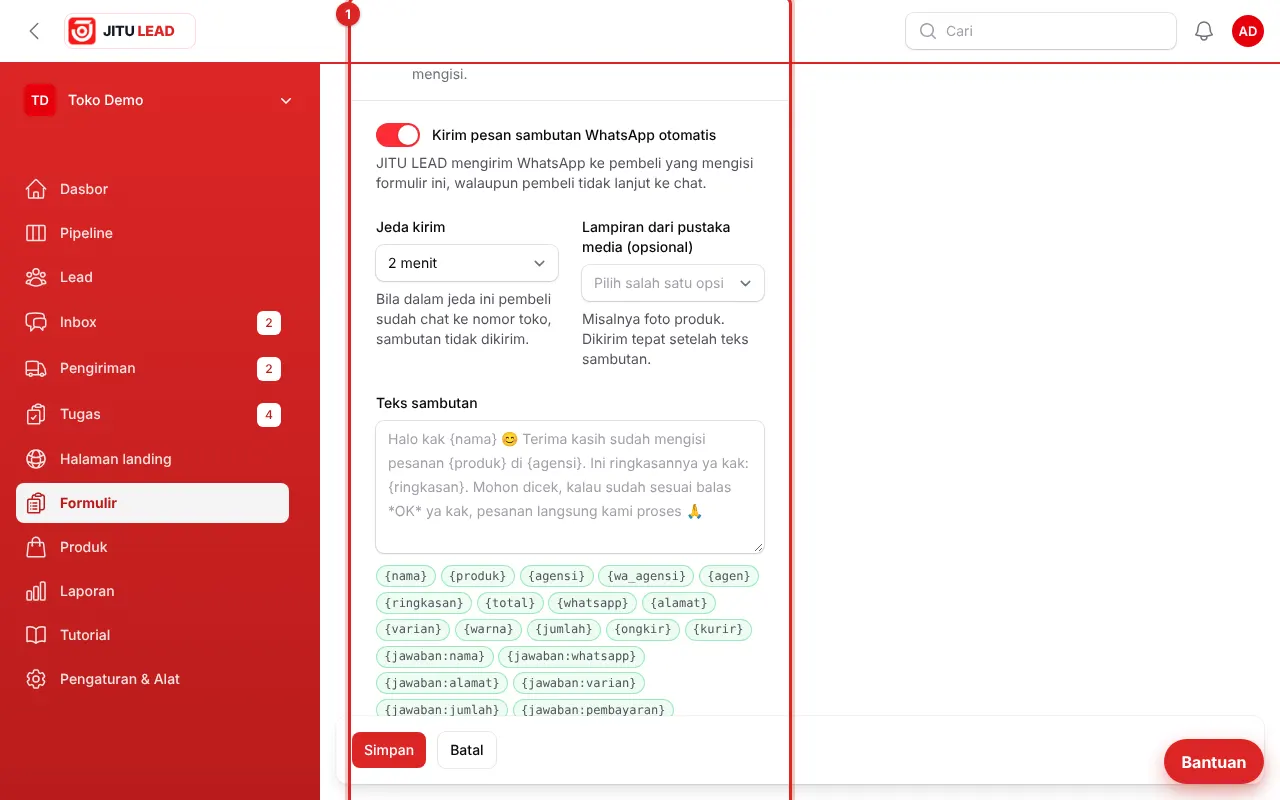 1
JITU LEAD
Cari
AD
TD
Toko Demo
Dasbor
Pipeline
Lead
Inbox
2
Pengiriman
2
Tugas
4
Halaman landing
Formulir
Produk
Laporan
Tutorial
Pengaturan & Alat
mengisi.
Kirim pesan sambutan WhatsApp otomatis
JITU LEAD mengirim WhatsApp ke pembeli yang mengisi
formulir ini, walaupun pembeli tidak lanjut ke chat.
Jeda kirim
2 menit
Bila dalam jeda ini pembeli
sudah chat ke nomor toko,
sambutan tidak dikirim.
Lampiran dari pustaka
media (opsional)
Pilih salah satu opsi
Misalnya foto produk.
Dikirim tepat setelah teks
sambutan.
Teks sambutan
Halo kak {nama} 😊 Terima kasih sudah mengisi
pesanan {produk} di {agensi}. Ini ringkasannya ya kak:
{ringkasan}. Mohon dicek, kalau sudah sesuai balas
*OK* ya kak, pesanan langsung kami proses 🙏
{nama} {produk} {agensi} {wa_agensi} {agen}
{ringkasan} {total} {whatsapp} {alamat}
{varian} {warna} {jumlah} {ongkir} {kurir}
{jawaban:nama} {jawaban:whatsapp}
{jawaban:alamat} {jawaban:varian}
{jawaban:jumlah} {jawaban:pembayaran}
Simpan
Batal
Bantuan